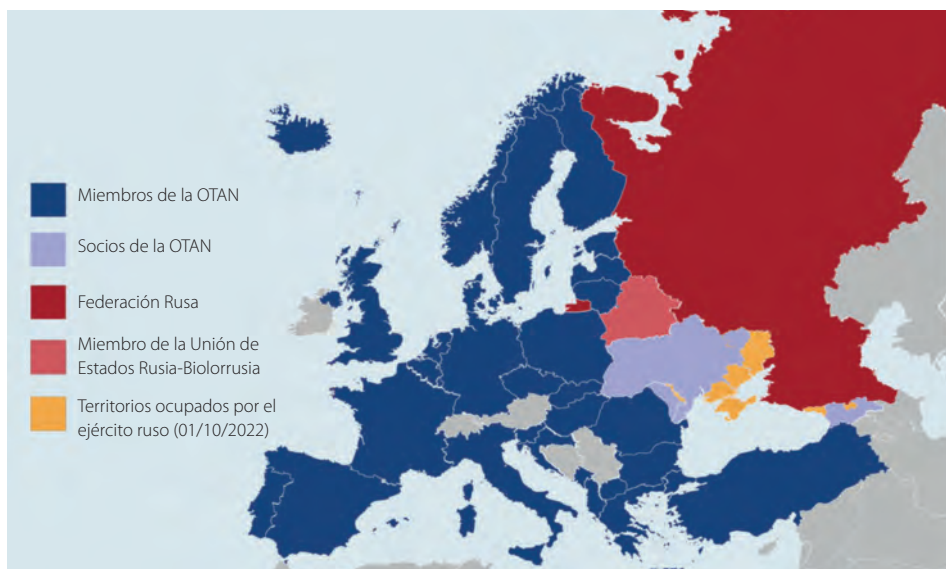 Miembros de la OTAN
Socios de la OTAN
Federación Rusa
Miembro de la Unión de
Estados Rusia-Biolorrusia
Territorios ocupados por el
ejército ruso (01/10/2022)